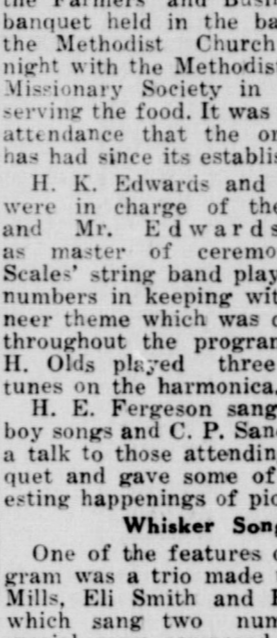 the Farmers and Busi
banquet held in the ba
the Methodist Church
night with the Methodis
Missionary Society in
serving the food. It was
attendance that the or
has had since its establi
H. K. Edwards and
were in charge of the
and Mr. Edwards
as master of ceremo
Scales' string band play
numbers in keeping wit
neer theme which was c
throughout the program
H. Olds played three
tunes on the harmonica.
H. E. Fergeson sang
boy songs and C. P. San
a talk to those attendin
quet and gave some of
esting happenings of pio
Whisker Song
One of the features o
gram was a trio made
Mills, Eli Smith and
which sang two num